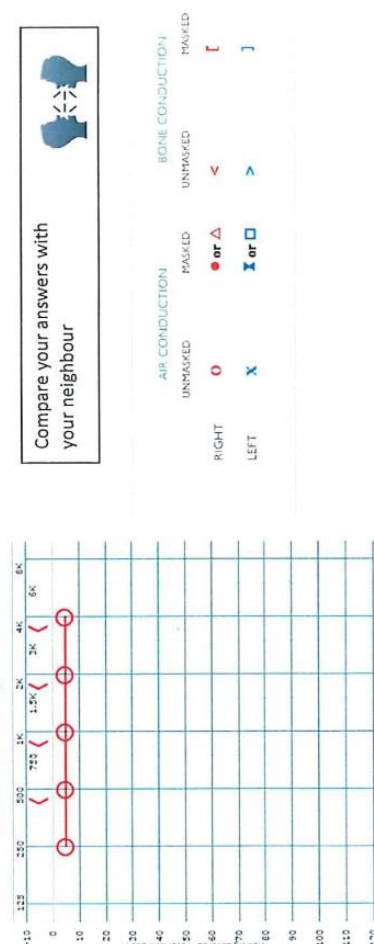 Compare your answers with
your neighbour
AIR CONDUCTION BONE CONDUCTION
UNMASKED MASKED UNMASKED MASKED
RIGHT O ● or △ < [
LEFT X or □ > ]
125 250 500 1K 2K 4K 8K
750 1.5K 3K 6K
-10
0
10
20
30
40
50
60
70
80
90
100
110
120